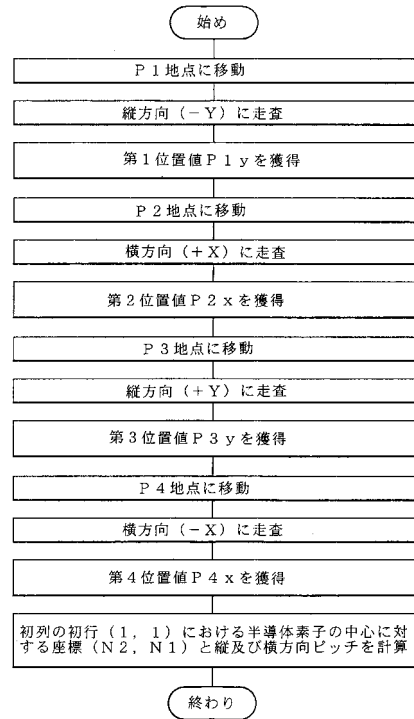 始め
P1地点に移動
縦方向(-Y)に走査
第1位置値P1yを獲得
P2地点に移動
横方向(+X)に走査
第2位置値P2xを獲得
P3地点に移動
縦方向(+Y)に走査
第3位置値P3yを獲得
P4地点に移動
横方向(-X)に走査
第4位置値P4xを獲得
初列の初行(1,1)における半導体素子の中心に対
する座標(N2,N1)と縦及び横方向ピッチを計算
終わり